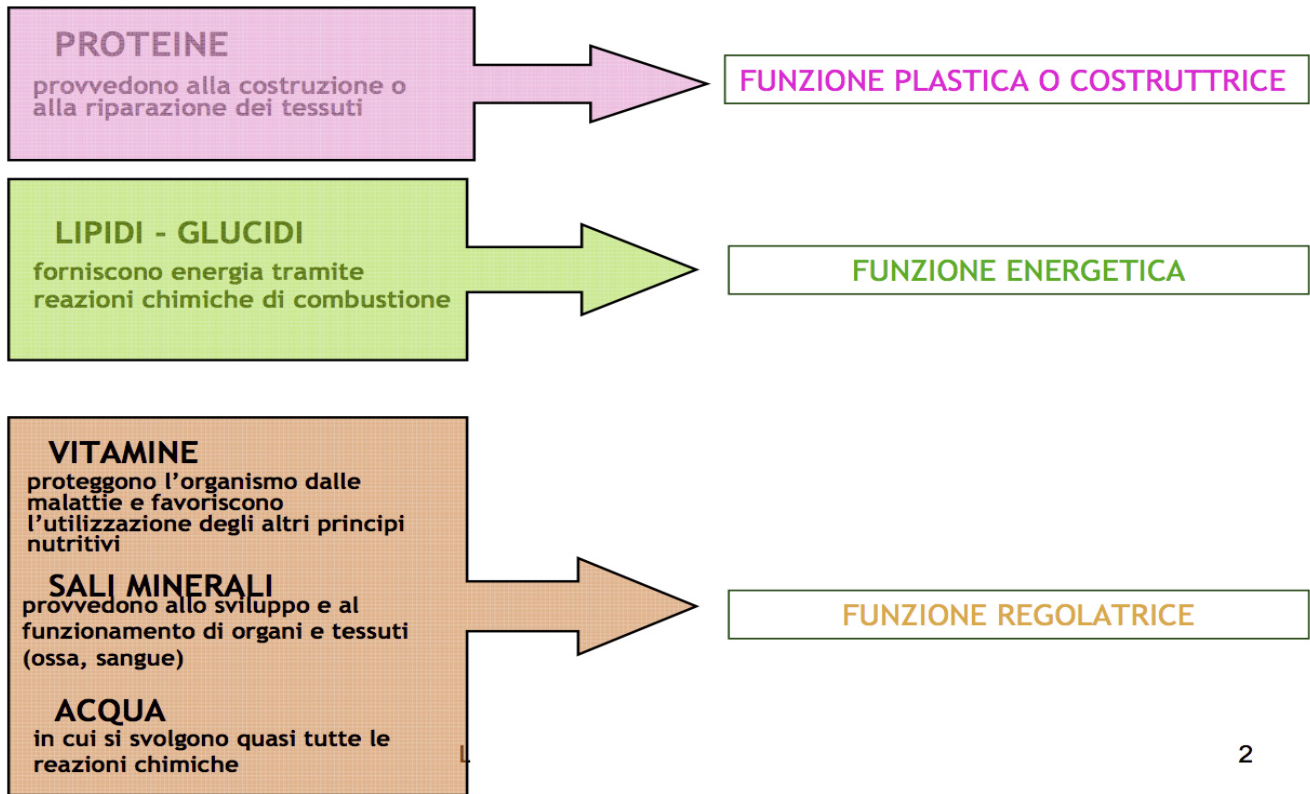 PROTEINE
provvedono alla costruzione o
alla riparazione dei tessuti
FUNZIONE PLASTICA O COSTRUTTRICE
LIPIDI - GLUCIDI
forniscono energia tramite
reazioni chimiche di combustione
FUNZIONE ENERGETICA
VITAMINE
proteggono l'organismo dalle
malattie e favoriscono
l'utilizzazione degli altri principi
nutritivi
SALI MINERALI
provvedono allo sviluppo e al
funzionamento di organi e tessuti
(ossa, sangue)
FUNZIONE REGOLATRICE
ACQUA
in cui si svolgono quasi tutte le
reazioni chimiche
L
2